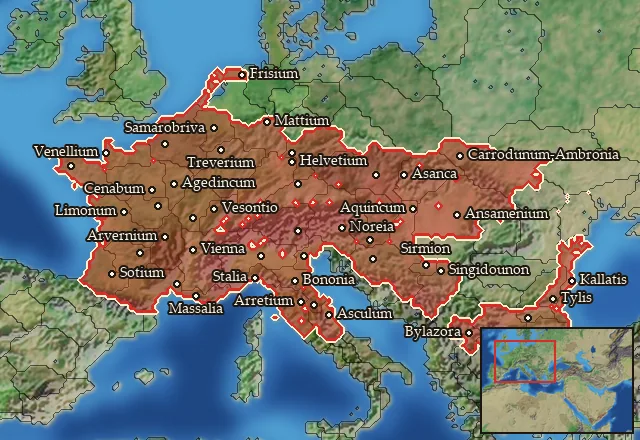 Frisium
Mattium
Samarobriva
Venellium
Treverium
Helvetium
Carrodunum-Ambronia
Asanca
Cenabum
Agedincum
Limonum
Vesontio
Aquincum
Ansamenium
Noreia
Arvernium
Vienna
Sirmion
Singidounon
Sotium
Stalia
Bononia
Kallatis
Massalia
Arretium
Tylis
Asculum
Bylazora